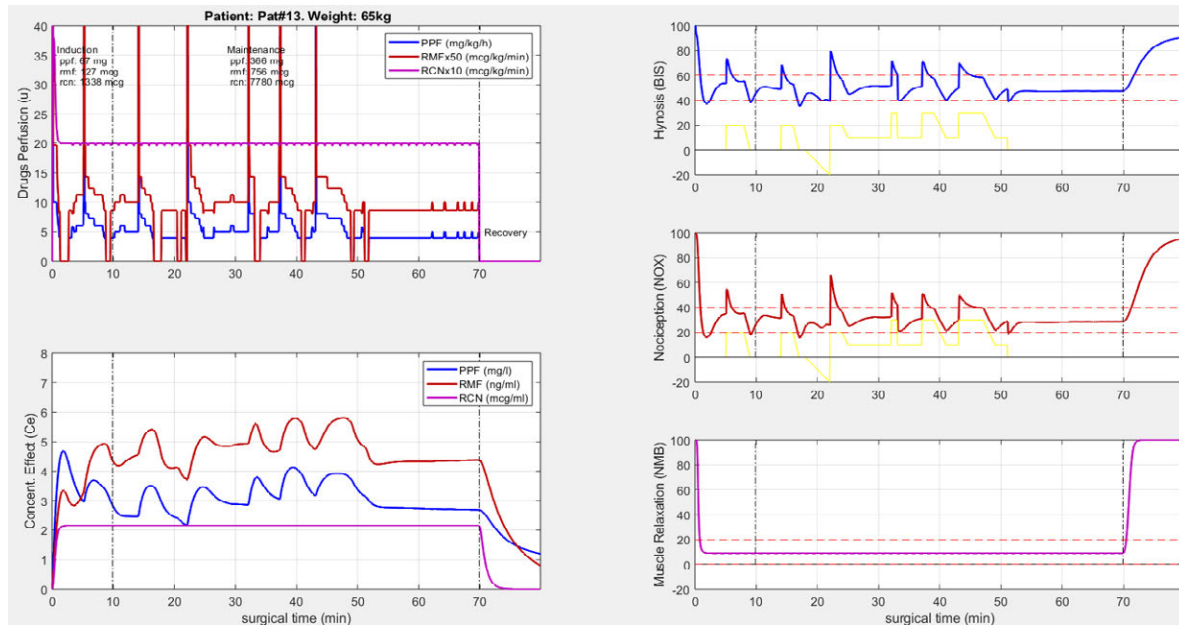 Patient: Pat#13. Weight: 65kg
Drugs Perfusion (u)
40
35
30
25
20
15
10
5
0
Induction
ppf: 67 mg
rmf: 127 mcg
rcn: 1338 mcg
Maintenance
ppf: 366 mg
rmf: 756 mcg
rcn: 7780 mcg
PPF (mg/kg/h)
RMFx50 (mcg/kg/min)
RCNx10 (mcg/kg/min)
Recovery
0 10 20 30 40 50 60 70
Concent. Effect (Ce)
8
7
6
5
4
3
2
1
0
PPF (mg/l)
RMF (ng/ml)
RCN (mcg/ml)
0 10 20 30 40 50 60 70
surgical time (min)
Hynosis (BIS)
100
80
60
40
20
0
-20
0 10 20 30 40 50 60 70
Nociception (NOX)
100
80
60
40
20
0
-20
0 10 20 30 40 50 60 70
Muscle Relaxation (NMB)
100
80
60
40
20
0
-20
0 10 20 30 40 50 60 70
surgical time (min)